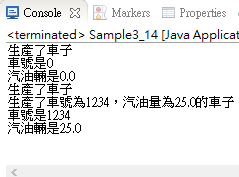 Console Markers Properties
<terminated> Sample3_14 [Java Applicat
生產了車子
車號是0
汽油輛是0.0
生產了車子
生產了車號為1234，汽油量為25.0的車子
車號是1234
汽油輛是25.0